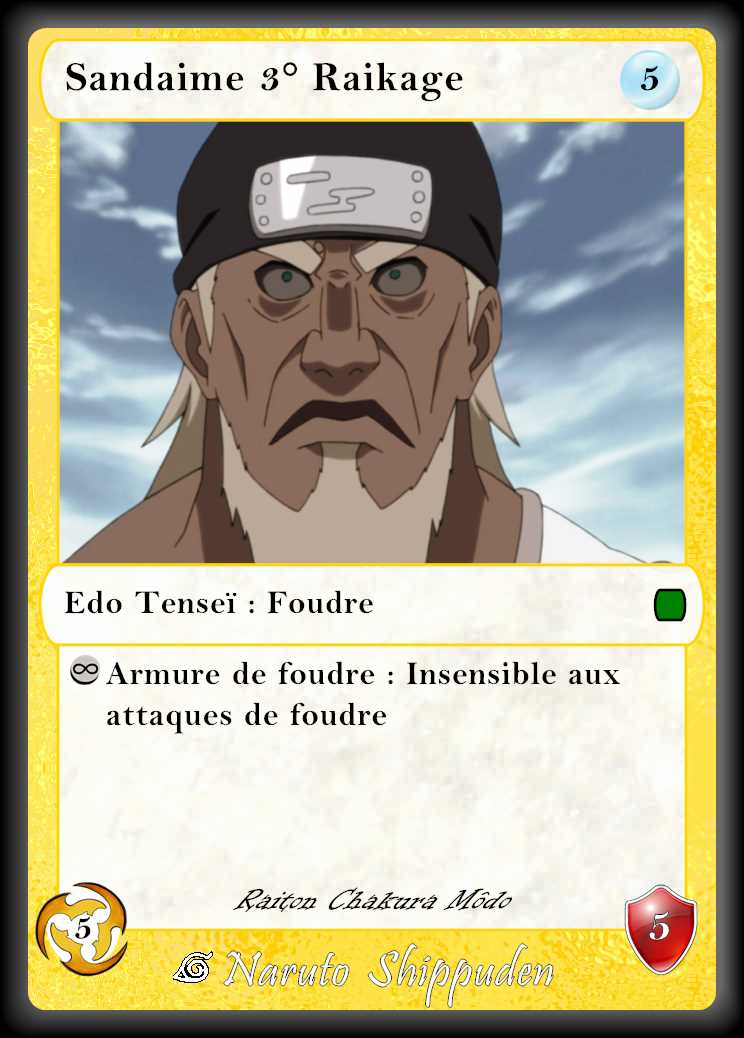 Sandaime 3° Raikage
5
Edo Tenseï : Foudre
∞ Armure de foudre : Insensible aux
attaques de foudre
Raiton Chakura Môdo
5
5
Naruto Shippuden